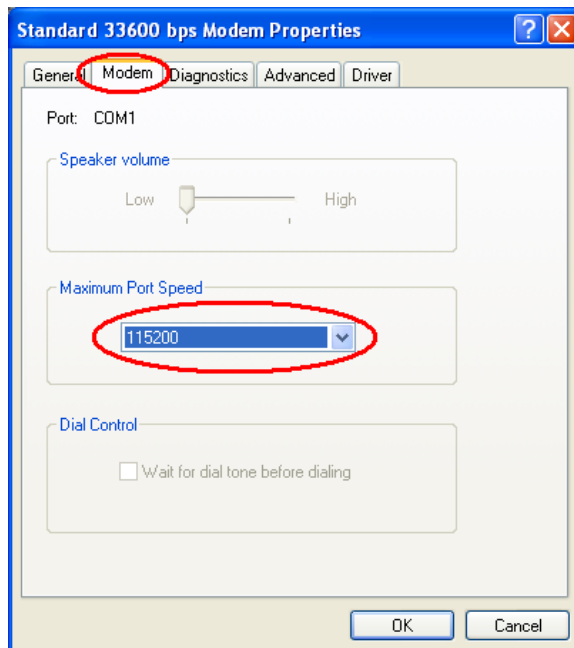 Standard 33600 bps Modem Properties
General Modem Diagnostics Advanced Driver
Port: COM1
Speaker volume
Low High
Maximum Port Speed
115200
Dial Control
Wait for dial tone before dialing
OK Cancel